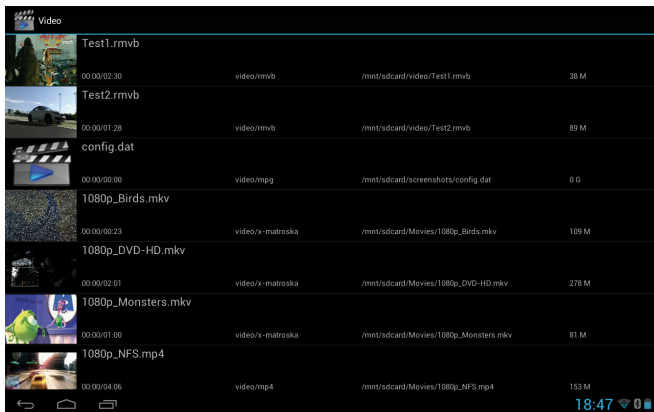 Video
Test1.rmvb
00:00/02:30 video/rmvb /mnt/sdcard/video/Test1.rmvb 38 M
Test2.rmvb
00:00/01:28 video/rmvb /mnt/sdcard/video/Test2.rmvb 89 M
config.dat
00:00/00:00 video/mpg /mnt/sdcard/screenshots/config.dat 0 G
1080p_Birds.mkv
00:00/00:23 video/x-matroska /mnt/sdcard/Movies/1080p_Birds.mkv 109 M
1080p_DVD-HD.mkv
00:00/02:01 video/x-matroska /mnt/sdcard/Movies/1080p_DVD-HD.mkv 278 M
1080p_Monsters.mkv
00:00/01:00 video/x-matroska /mnt/sdcard/Movies/1080p_Monsters.mkv 81 M
1080p_NFS.mp4
00:00/04:06 video/mp4 /mnt/sdcard/Movies/1080p_NFS.mp4 153 M
18:47